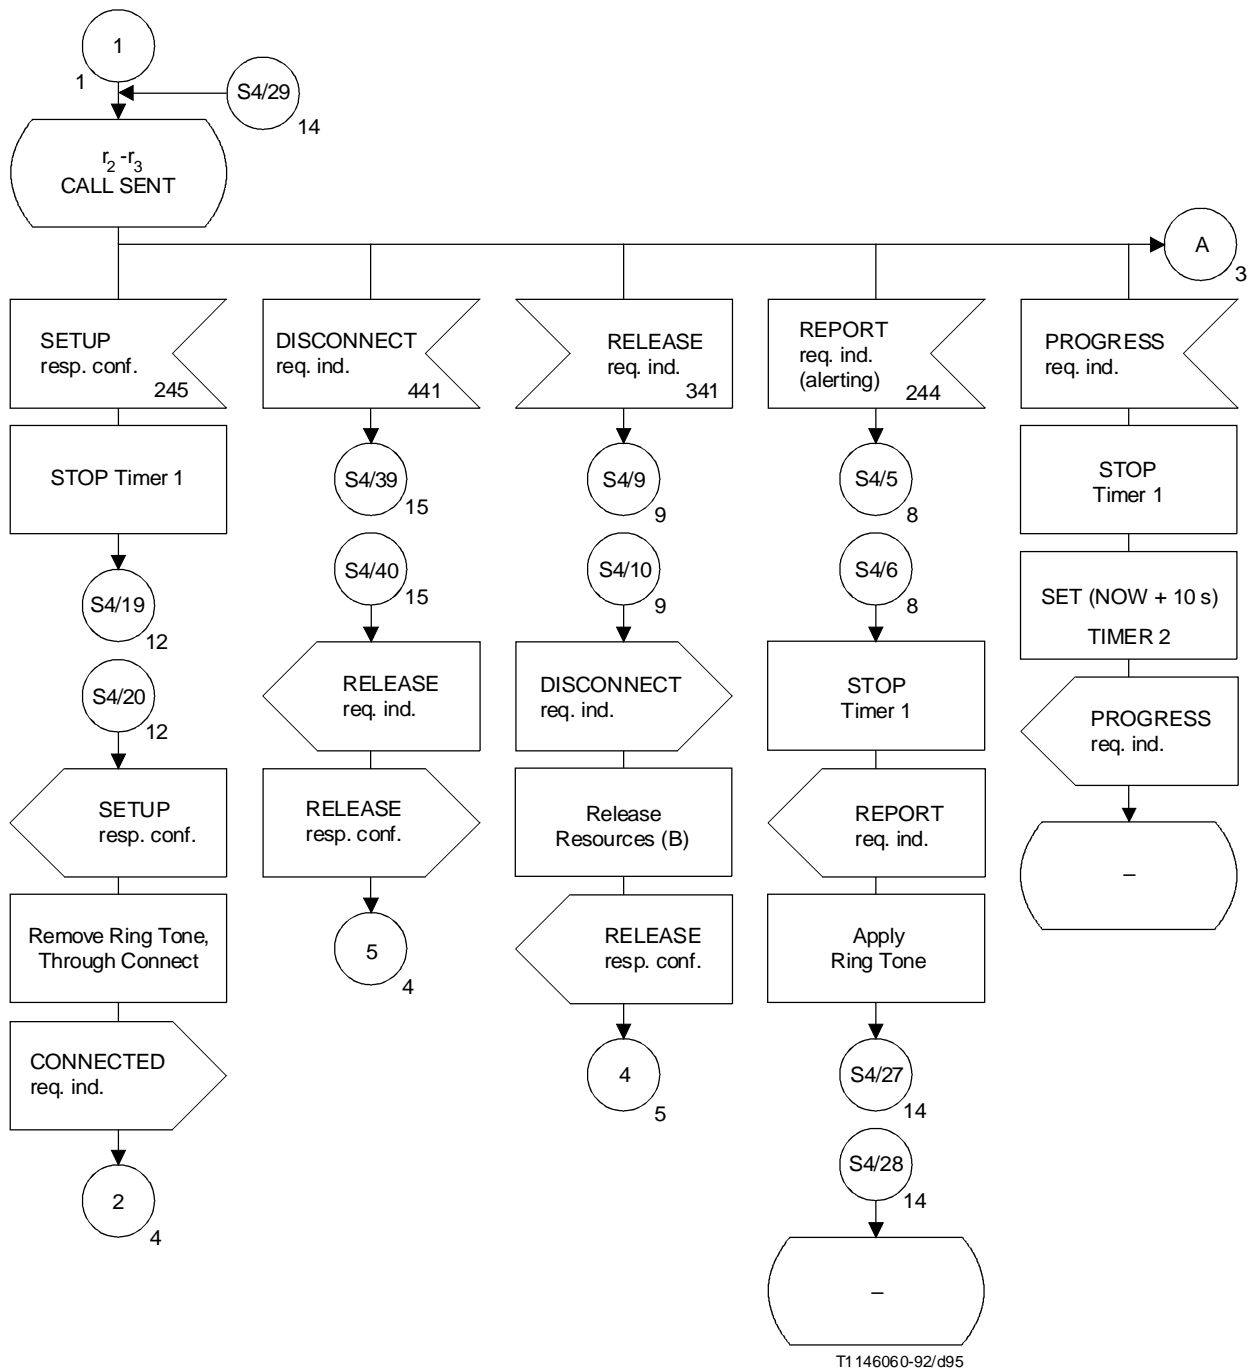 1
1
S4/29
14
r2 -r3
CALL SENT
A
3
SETUP
resp. conf.
245
STOP Timer 1
S4/19
12
S4/20
12
SETUP
resp. conf.
Remove Ring Tone,
Through Connect
CONNECTED
req. ind.
2
4
DISCONNECT
req. ind.
441
S4/39
15
S4/40
15
RELEASE
req. ind.
RELEASE
resp. conf.
5
4
RELEASE
req. ind.
341
S4/9
9
S4/10
9
DISCONNECT
req. ind.
Release
Resources (B)
RELEASE
resp. conf.
4
5
REPORT
req. ind.
(alerting)
244
S4/5
8
S4/6
8
STOP
Timer 1
REPORT
req. ind.
Apply
Ring Tone
S4/27
14
S4/28
14
–
PROGRESS
req. ind.
STOP
Timer 1
SET (NOW + 10 s)
TIMER 2
PROGRESS
req. ind.
–
T1146060-92/d95